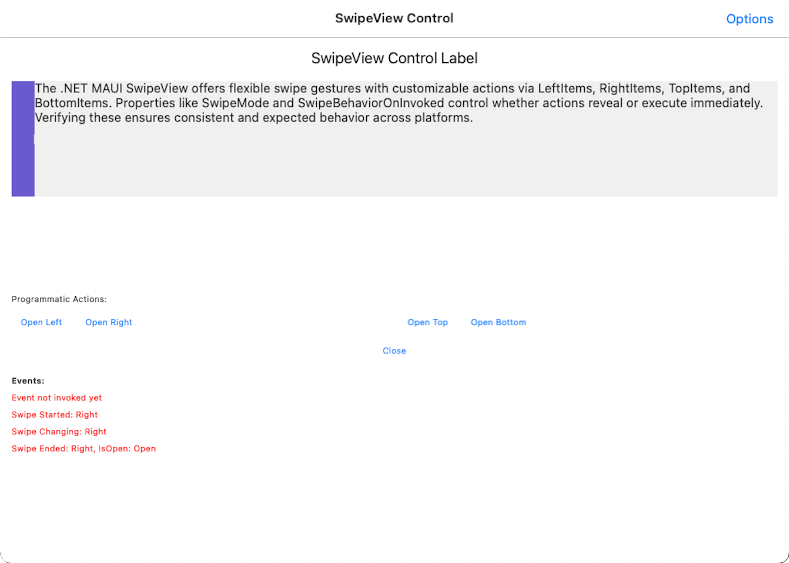 SwipeView Control
Options
SwipeView Control Label
The .NET MAUI SwipeView offers flexible swipe gestures with customizable actions via LeftItems, RightItems, TopItems, and
BottomItems. Properties like SwipeMode and SwipeBehaviorOnInvoked control whether actions reveal or execute immediately.
Verifying these ensures consistent and expected behavior across platforms.
Programmatic Actions:
Open Left Open Right Open Top Open Bottom
Close
Events:
Event not invoked yet
Swipe Started: Right
Swipe Changing: Right
Swipe Ended: Right, IsOpen: Open